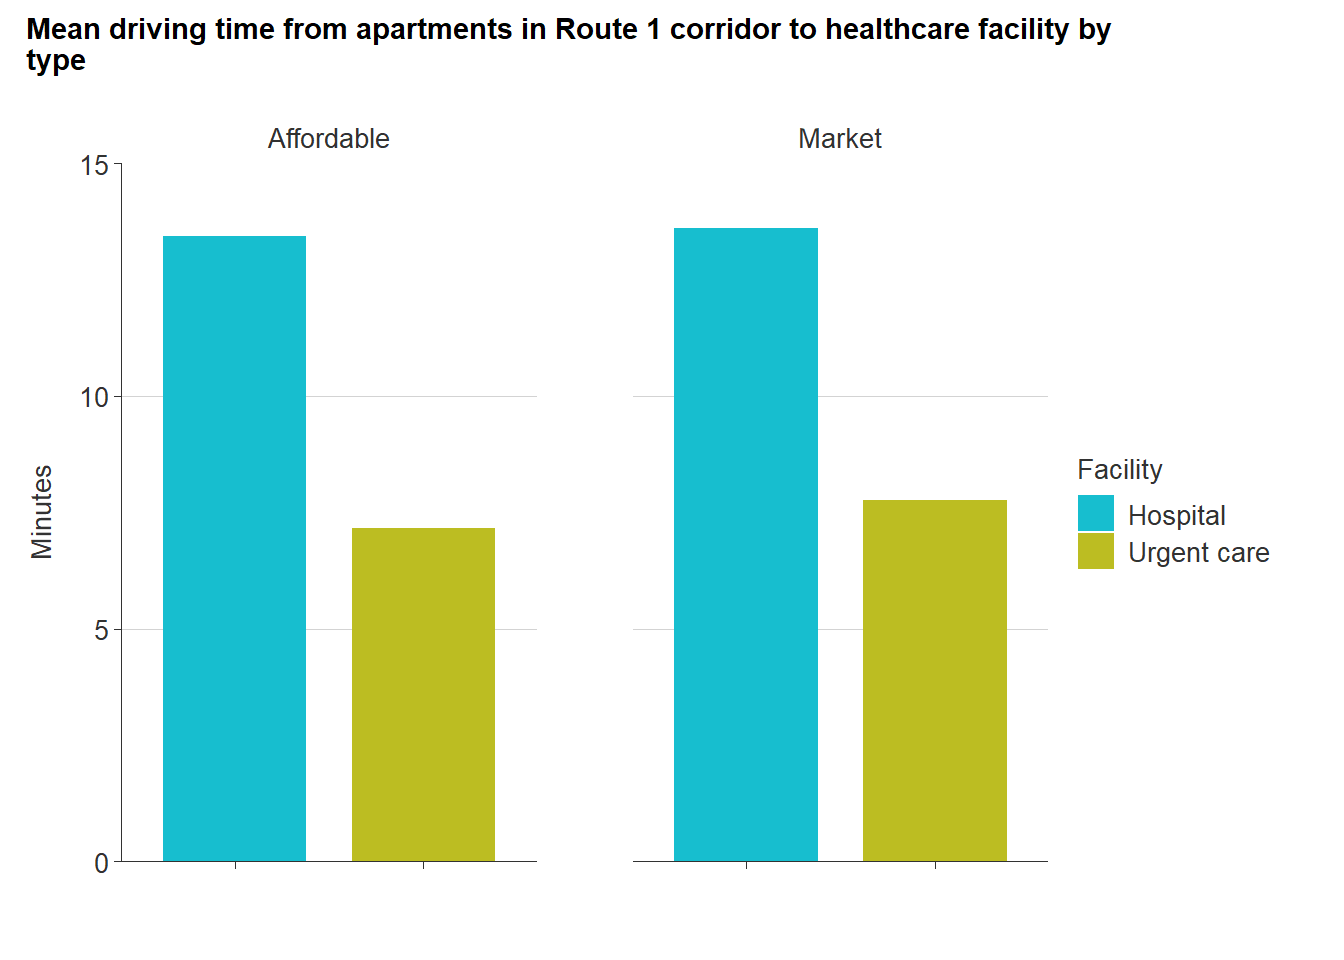 Mean driving time from apartments in Route 1 corridor to healthcare facility by
type
Affordable
Market
15
10
5
0
Minutes
Facility
Hospital
Urgent care